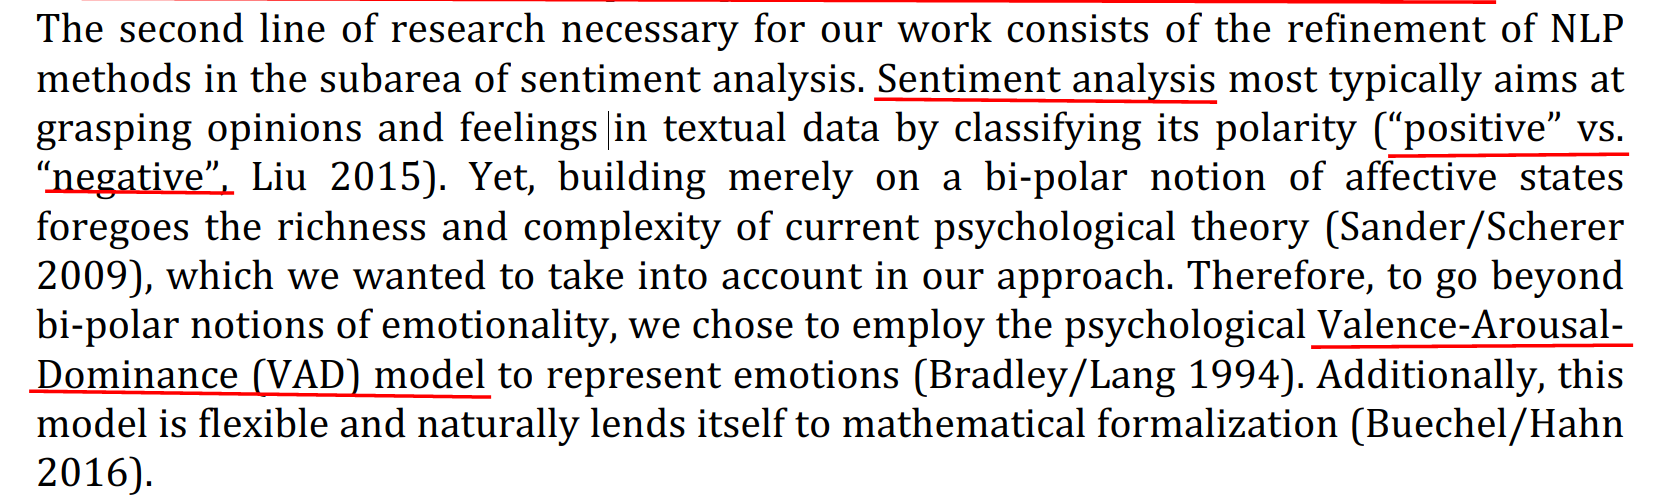 The second line of research necessary for our work consists of the refinement of NLP
methods in the subarea of sentiment analysis. Sentiment analysis most typically aims at
grasping opinions and feelings in textual data by classifying its polarity (“positive” vs.
“negative”, Liu 2015). Yet, building merely on a bi-polar notion of affective states
foregoes the richness and complexity of current psychological theory (Sander/Scherer
2009), which we wanted to take into account in our approach. Therefore, to go beyond
bi-polar notions of emotionality, we chose to employ the psychological Valence-Arousal-
Dominance (VAD) model to represent emotions (Bradley/Lang 1994). Additionally, this
model is flexible and naturally lends itself to mathematical formalization (Buechel/Hahn
2016).